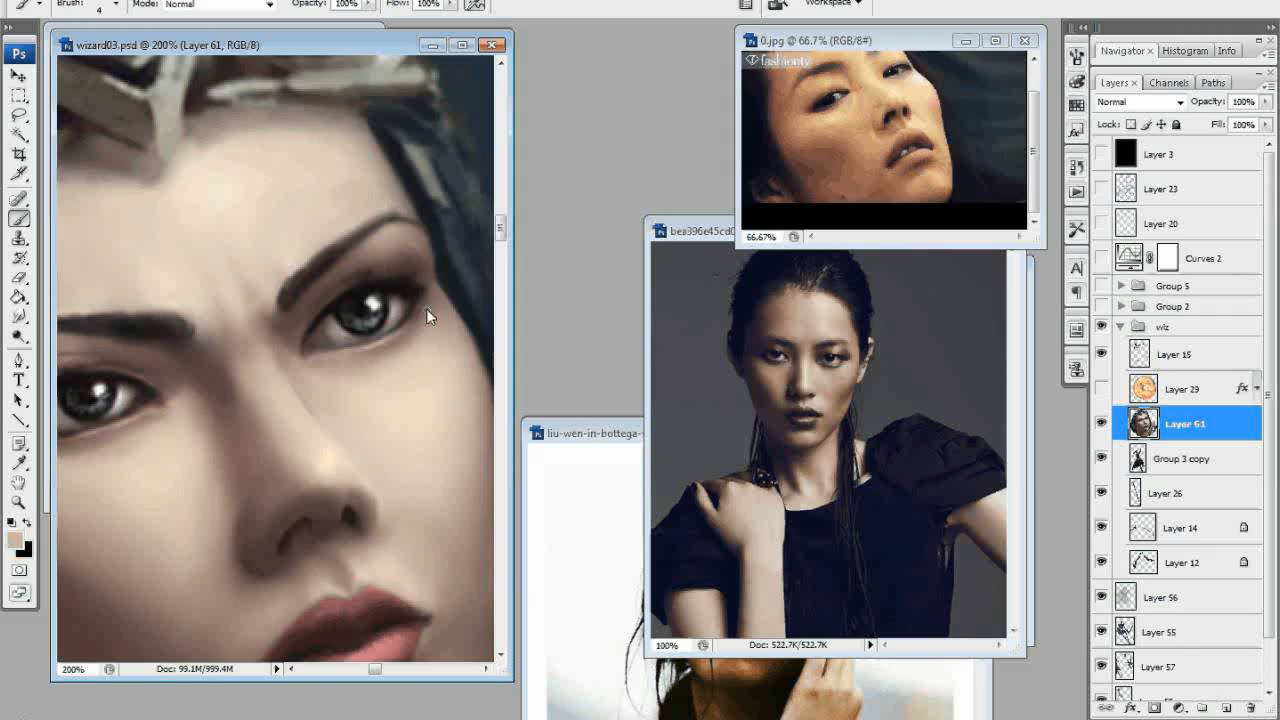 Brush: 4 Mode: Normal Opacity: 100% Flow: 100% Workspace
wizard03.psd @ 200% (Layer 61, RGB/8)
0.jpg @ 66.7% (RGB/8#)
fashiontv
66.67%
bea396e45cd0
100% Doc: 522.7K/522.7K
liu-wen-in-bottega-
200% Doc: 99.1M/999.4M
Ps
Navigator × Histogram Info
Layers × Channels Paths
Normal Opacity: 100%
Lock: Fill: 100%
Layer 3
Layer 23
Layer 20
Curves 2
Group 5
Group 2
wiz
Layer 15
Layer 29 fx
Layer 61
Group 3 copy
Layer 26
Layer 14
Layer 12
Layer 56
Layer 55
Layer 57